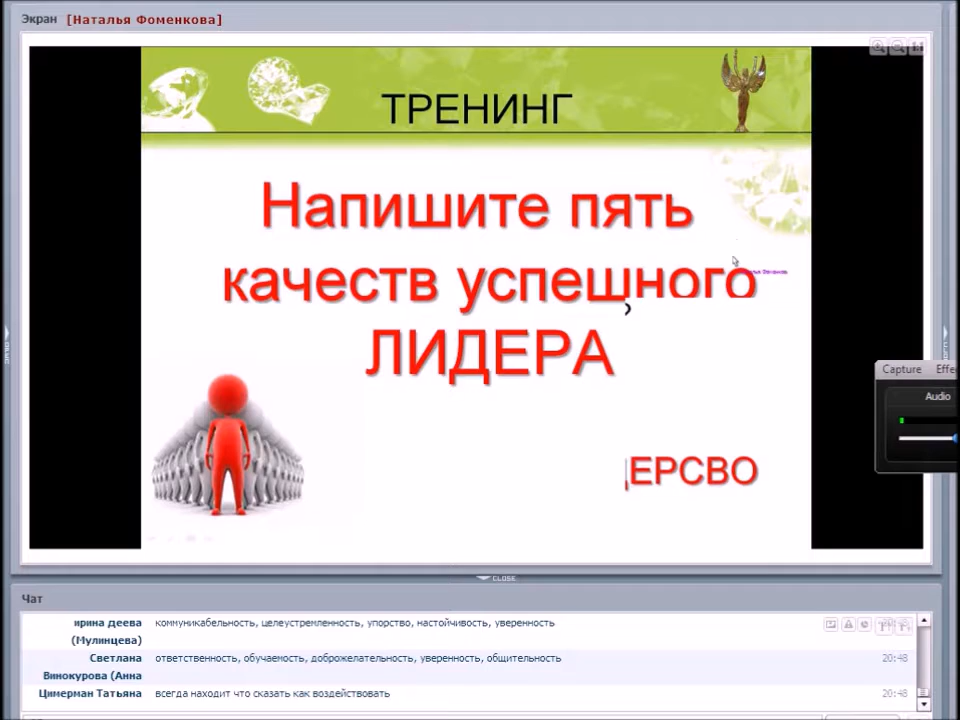 Экран [Наталья Фоменкова]
ТРЕНИНГ
Напишите пять
качеств успешного
ЛИДЕРА
ДЕРСВО
Capture Effe
Audio
CLOSE
Чат
ирина деева коммуникабельность, целеустремленность, упорство, настойчивость, уверенность
(Мулинцева)
Светлана ответственность, обучаемость, доброжелательность, уверенность, общительность 20:48
Винокурова (Анна
Цимерман Татьяна всегда находит что сказать как воздействовать 20:48